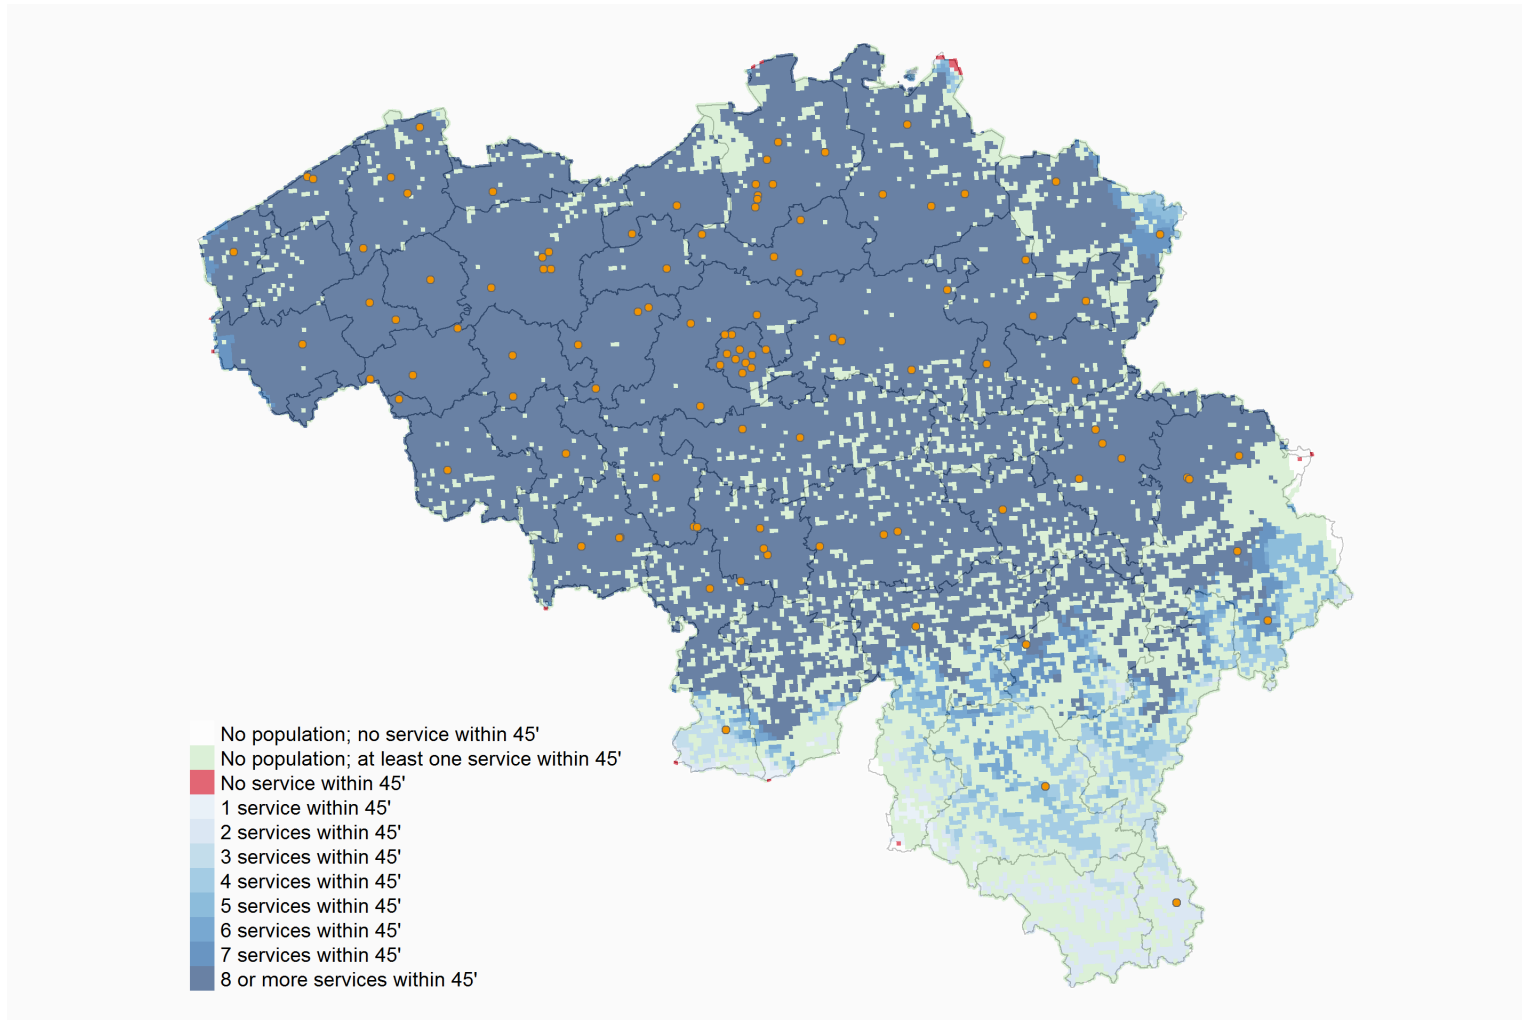 No population; no service within 45'
No population; at least one service within 45'
No service within 45'
1 service within 45'
2 services within 45'
3 services within 45'
4 services within 45'
5 services within 45'
6 services within 45'
7 services within 45'
8 or more services within 45'